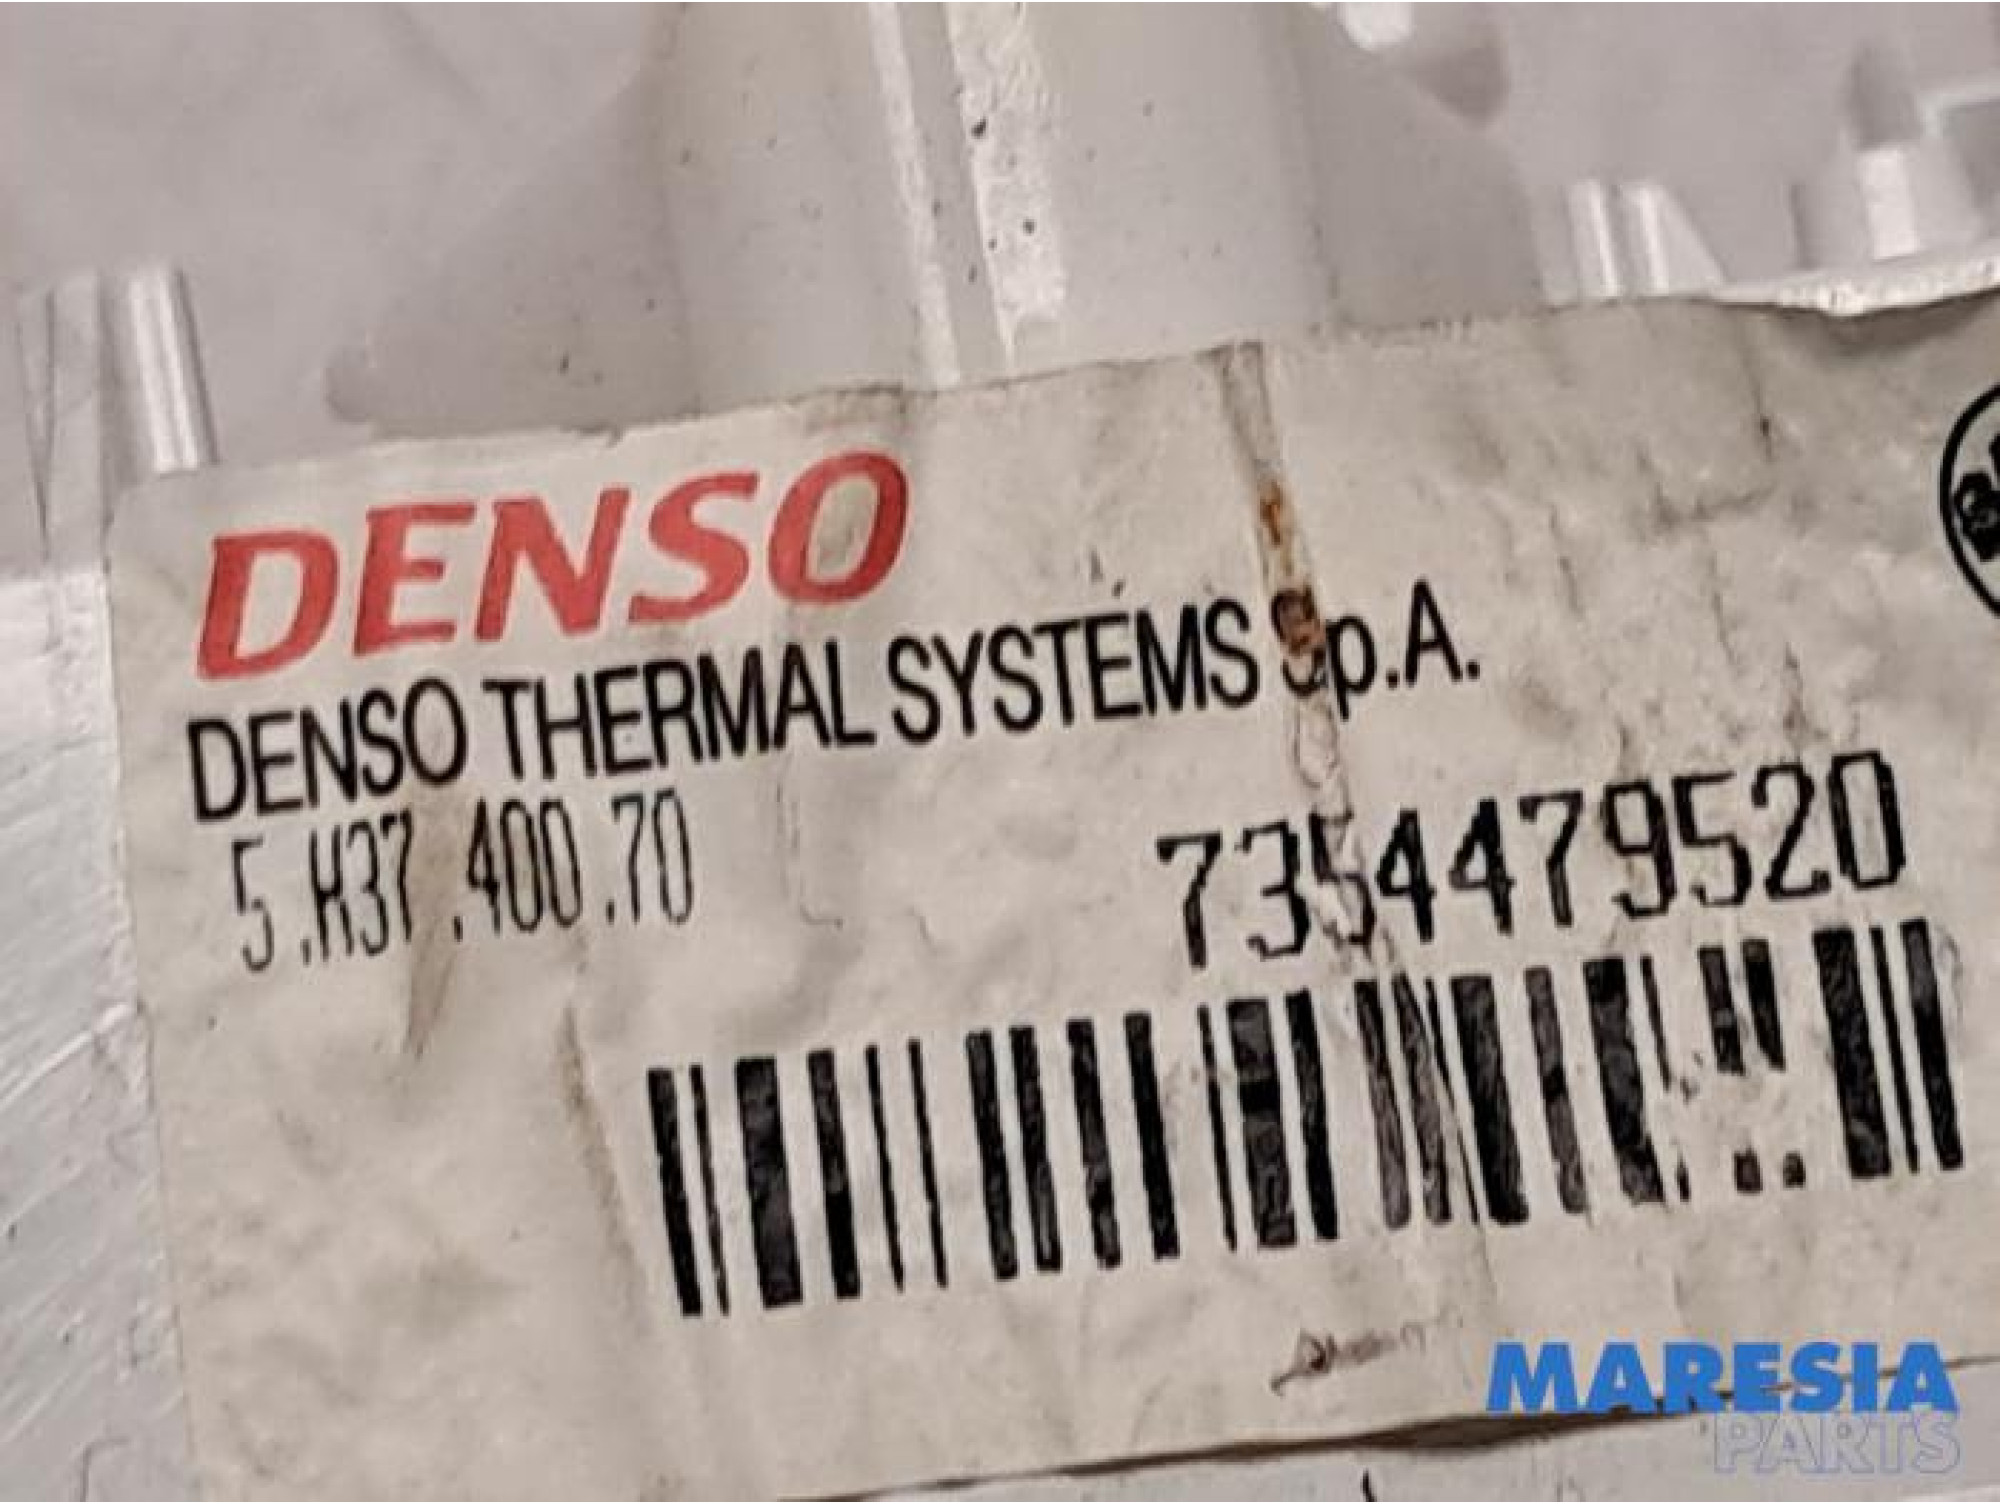 DENSO
DENSO THERMAL SYSTEMS S.p.A.
5.H37.400.70
7354479520
MARESIA
PARTS